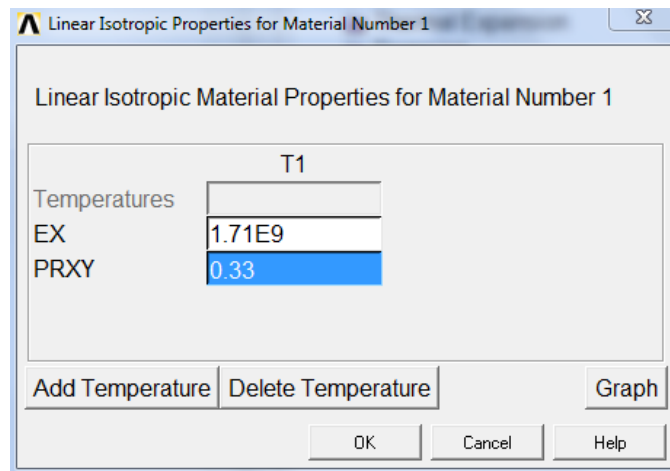 Linear Isotropic Properties for Material Number 1
Linear Isotropic Material Properties for Material Number 1
T1
Temperatures
EX 1.71E9
PRXY 0.33
Add Temperature Delete Temperature Graph
OK Cancel Help